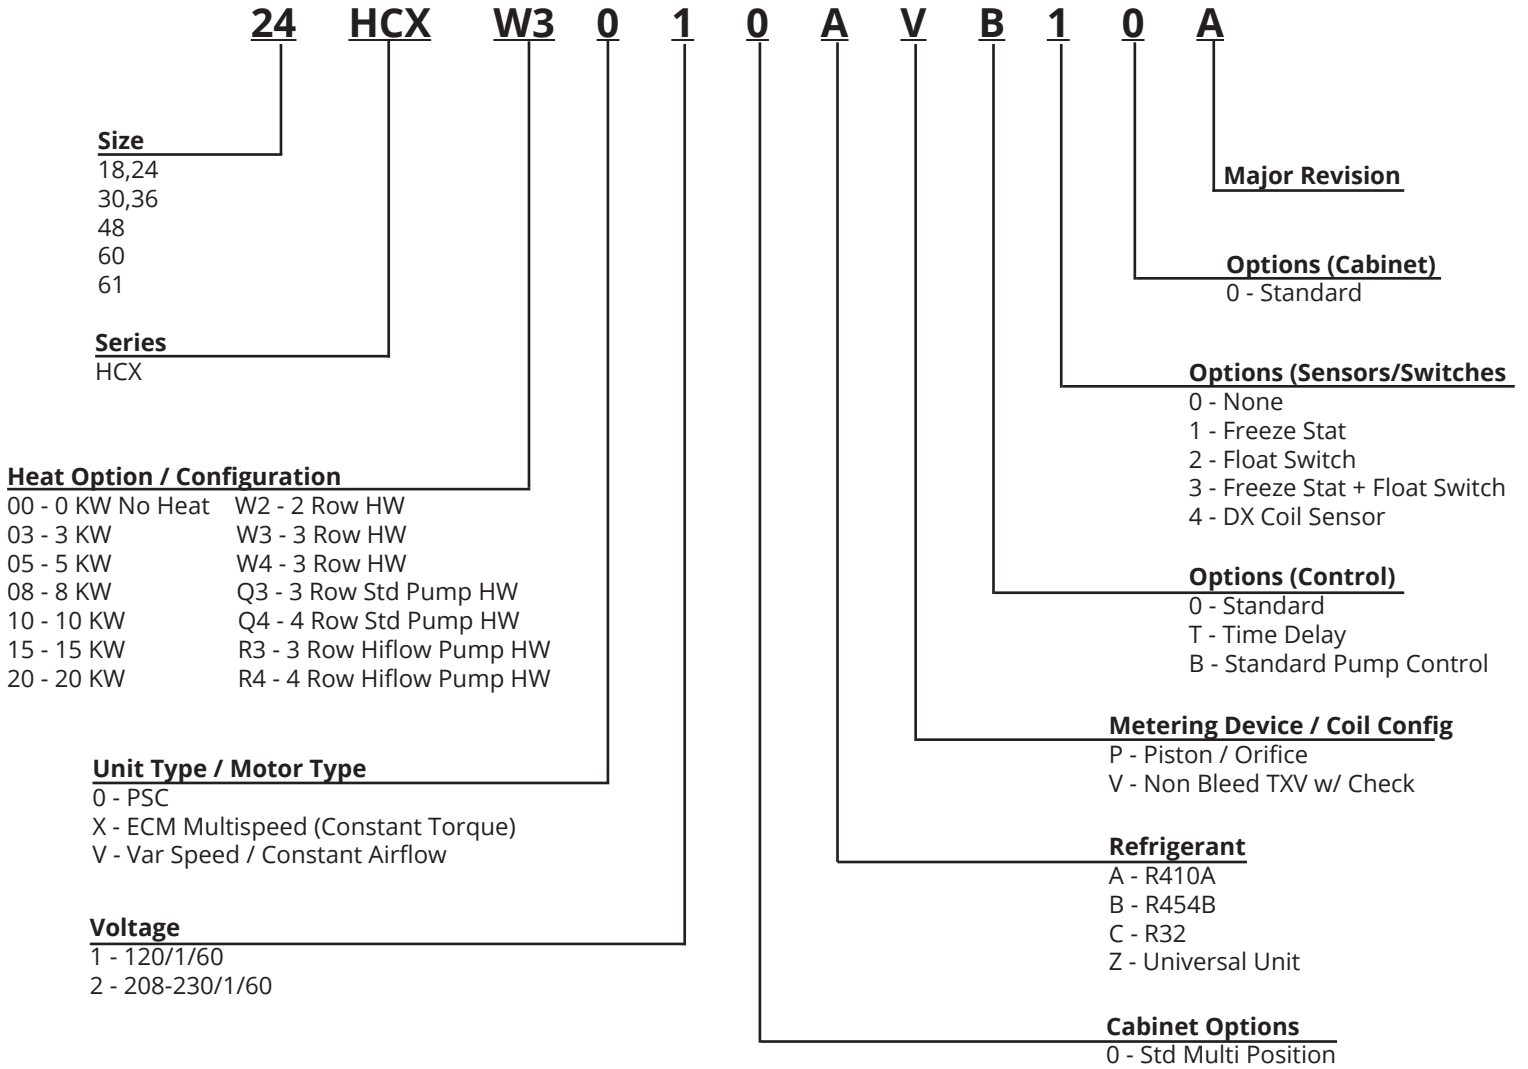 24 HCX W3 0 1 0 A V B 1 0 A
Size
18,24
30,36
48
60
61
Series
HCX
Heat Option / Configuration
00 - 0 KW No Heat W2 - 2 Row HW
03 - 3 KW W3 - 3 Row HW
05 - 5 KW W4 - 3 Row HW
08 - 8 KW Q3 - 3 Row Std Pump HW
10 - 10 KW Q4 - 4 Row Std Pump HW
15 - 15 KW R3 - 3 Row Hiflow Pump HW
20 - 20 KW R4 - 4 Row Hiflow Pump HW
Unit Type / Motor Type
0 - PSC
X - ECM Multispeed (Constant Torque)
V - Var Speed / Constant Airflow
Voltage
1 - 120/1/60
2 - 208-230/1/60
Major Revision
Options (Cabinet)
0 - Standard
Options (Sensors/Switches
0 - None
1 - Freeze Stat
2 - Float Switch
3 - Freeze Stat + Float Switch
4 - DX Coil Sensor
Options (Control)
0 - Standard
T - Time Delay
B - Standard Pump Control
Metering Device / Coil Config
P - Piston / Orifice
V - Non Bleed TXV w/ Check
Refrigerant
A - R410A
B - R454B
C - R32
Z - Universal Unit
Cabinet Options
0 - Std Multi Position